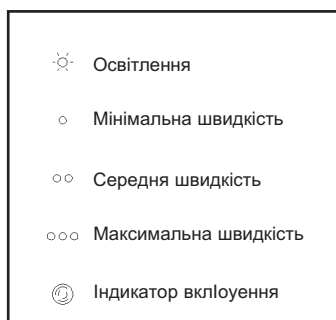 Освітлення
Мінімальна швидкість
Середня швидкість
Максимальна швидкість
Індикатор вклІоуення